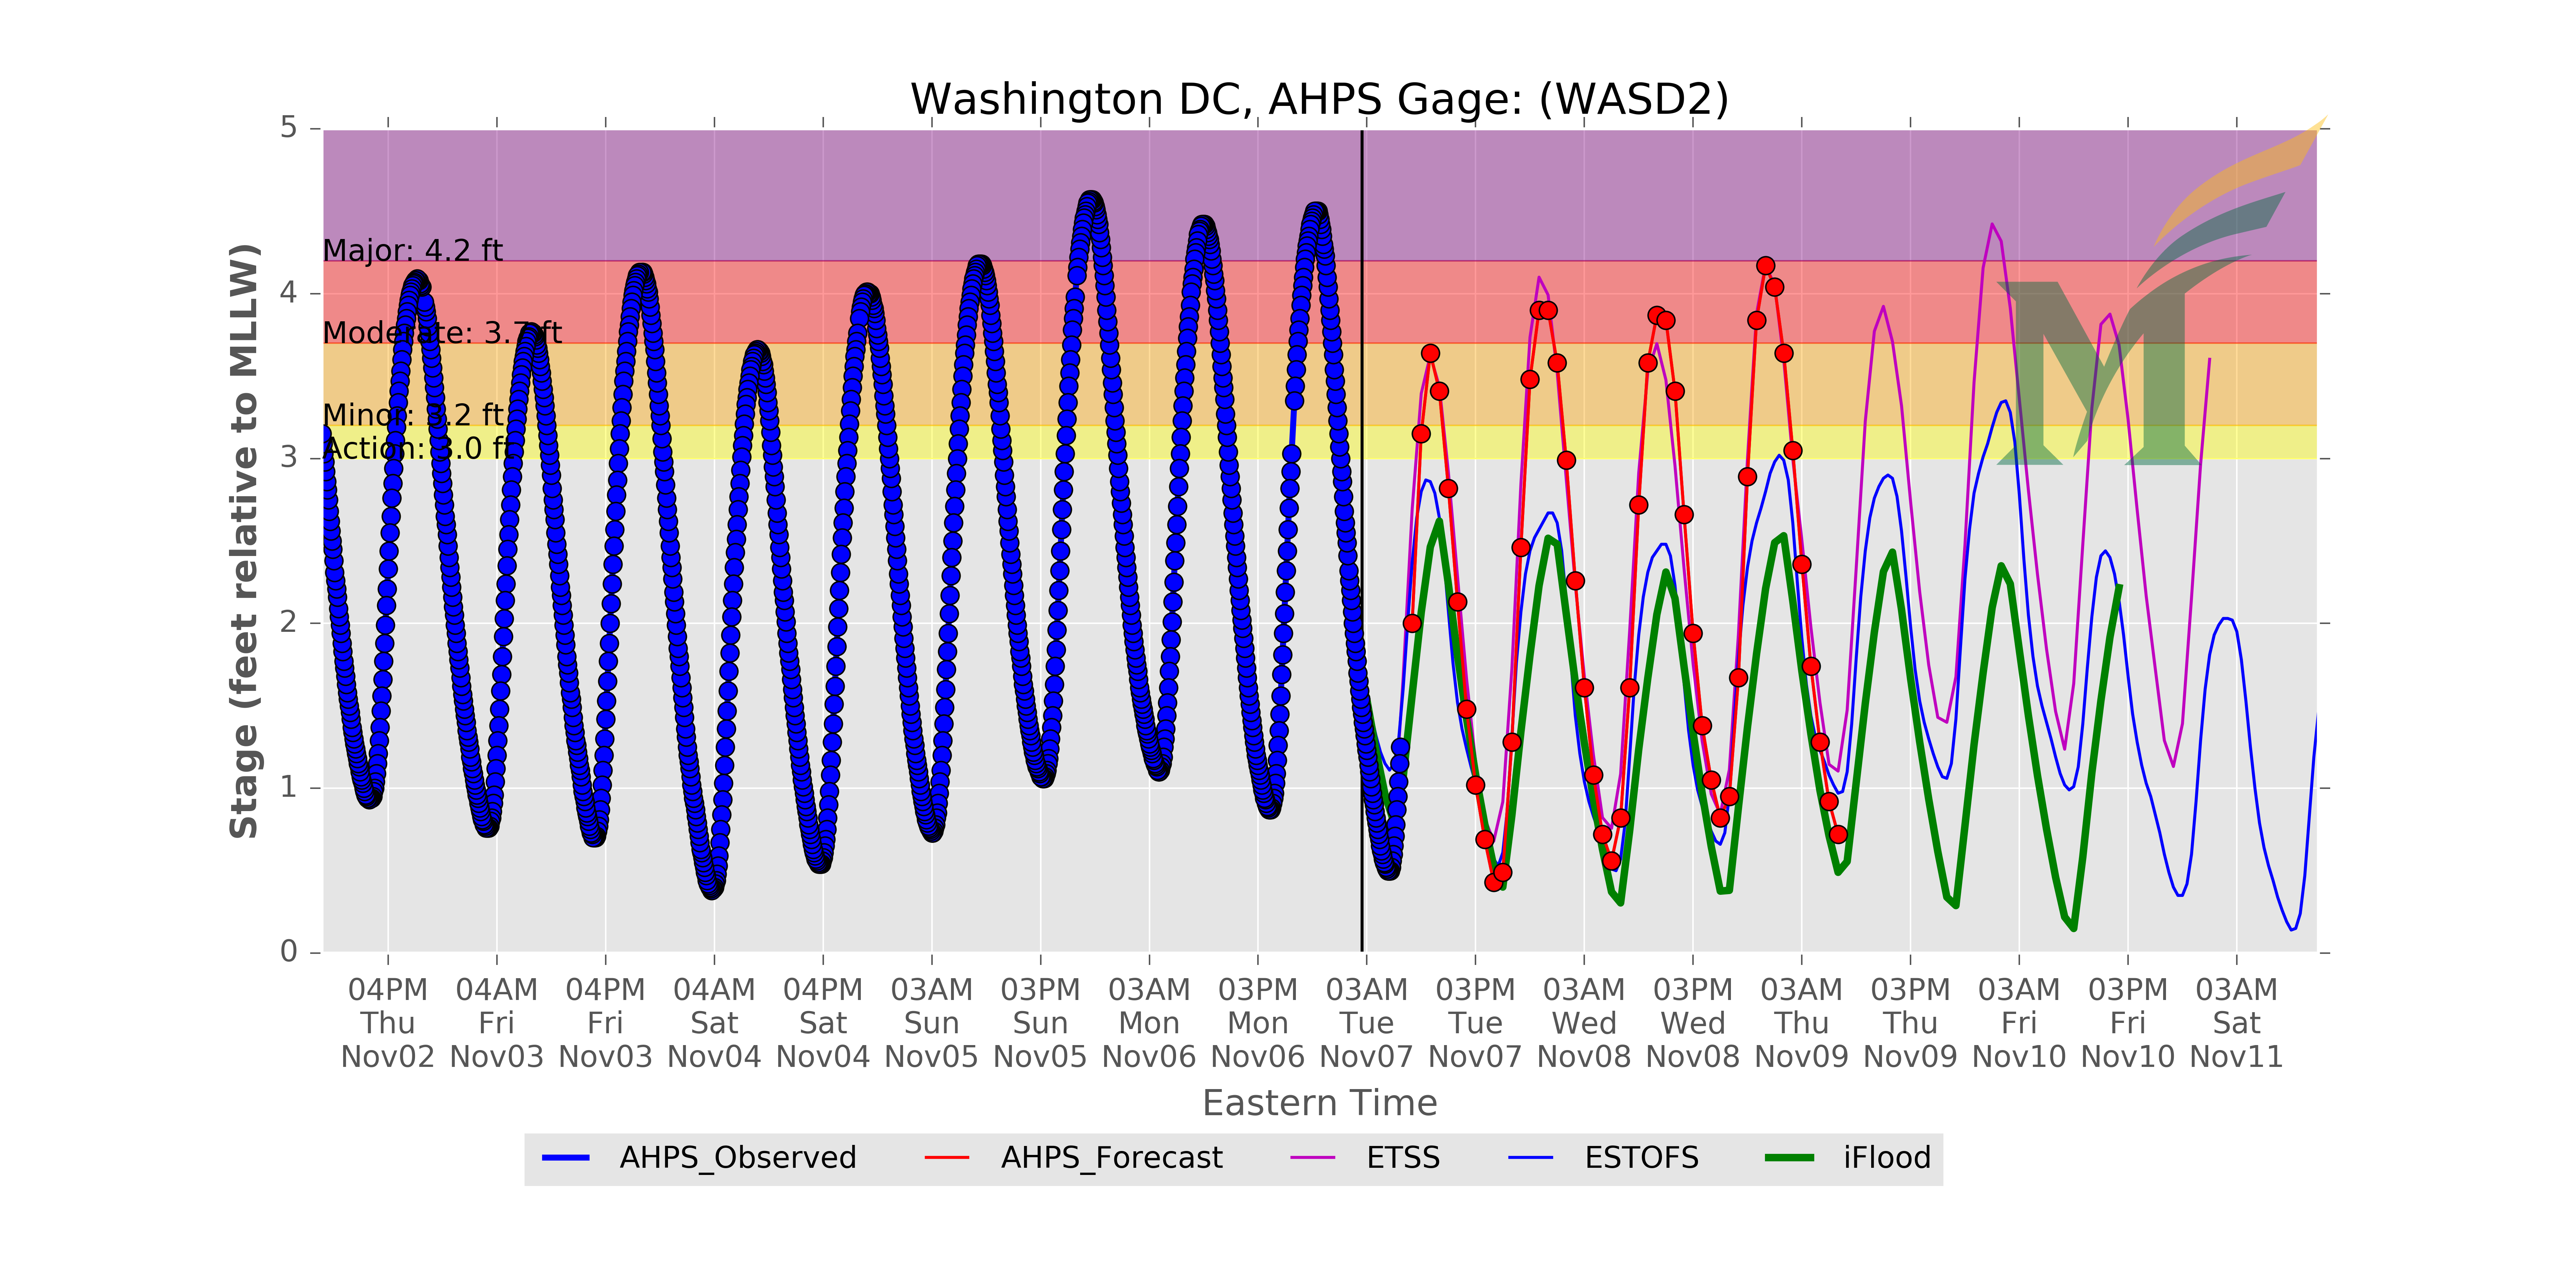 Washington DC, AHPS Gage: (WASD2)
Stage (feet relative to MLLW)
5
4
3
2
1
0
Major: 4.2 ft
Moderate: 3.7 ft
Minor: 3.2 ft
Action: 3.0 ft
04PM 04AM 04PM 04AM 04PM 03AM 03PM 03AM 03PM 03AM 03PM 03AM 03PM 03AM 03PM 03AM 03PM 03AM
Thu Fri Fri Sat Sat Sun Sun Mon Mon Tue Tue Wed Wed Thu Thu Fri Fri Sat
Nov02 Nov03 Nov03 Nov04 Nov04 Nov05 Nov05 Nov06 Nov06 Nov07 Nov07 Nov08 Nov08 Nov09 Nov09 Nov10 Nov10 Nov11
Eastern Time
AHPS_Observed AHPS_Forecast ETSS ESTOFS iFlood
M